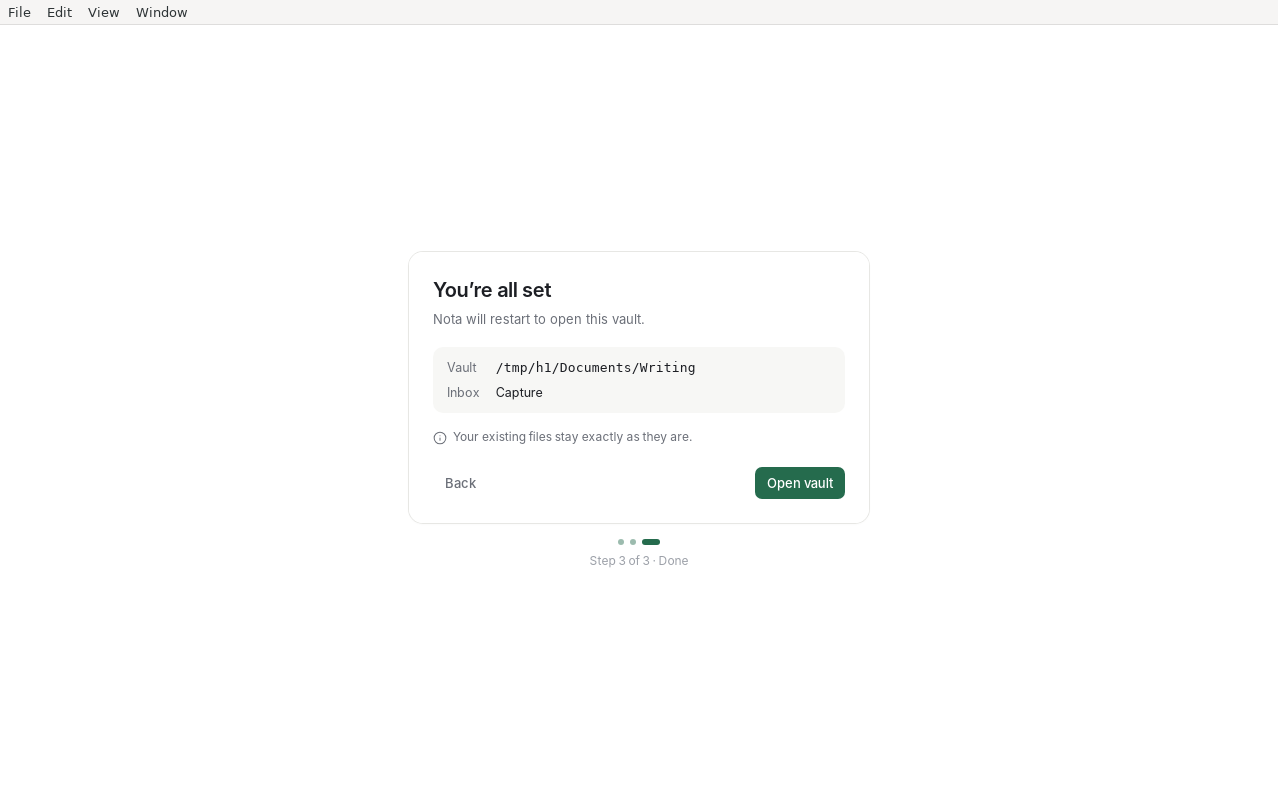 File Edit View Window
You’re all set
Nota will restart to open this vault.
Vault /tmp/h1/Documents/Writing
Inbox Capture
Your existing files stay exactly as they are.
Back Open vault
Step 3 of 3 · Done